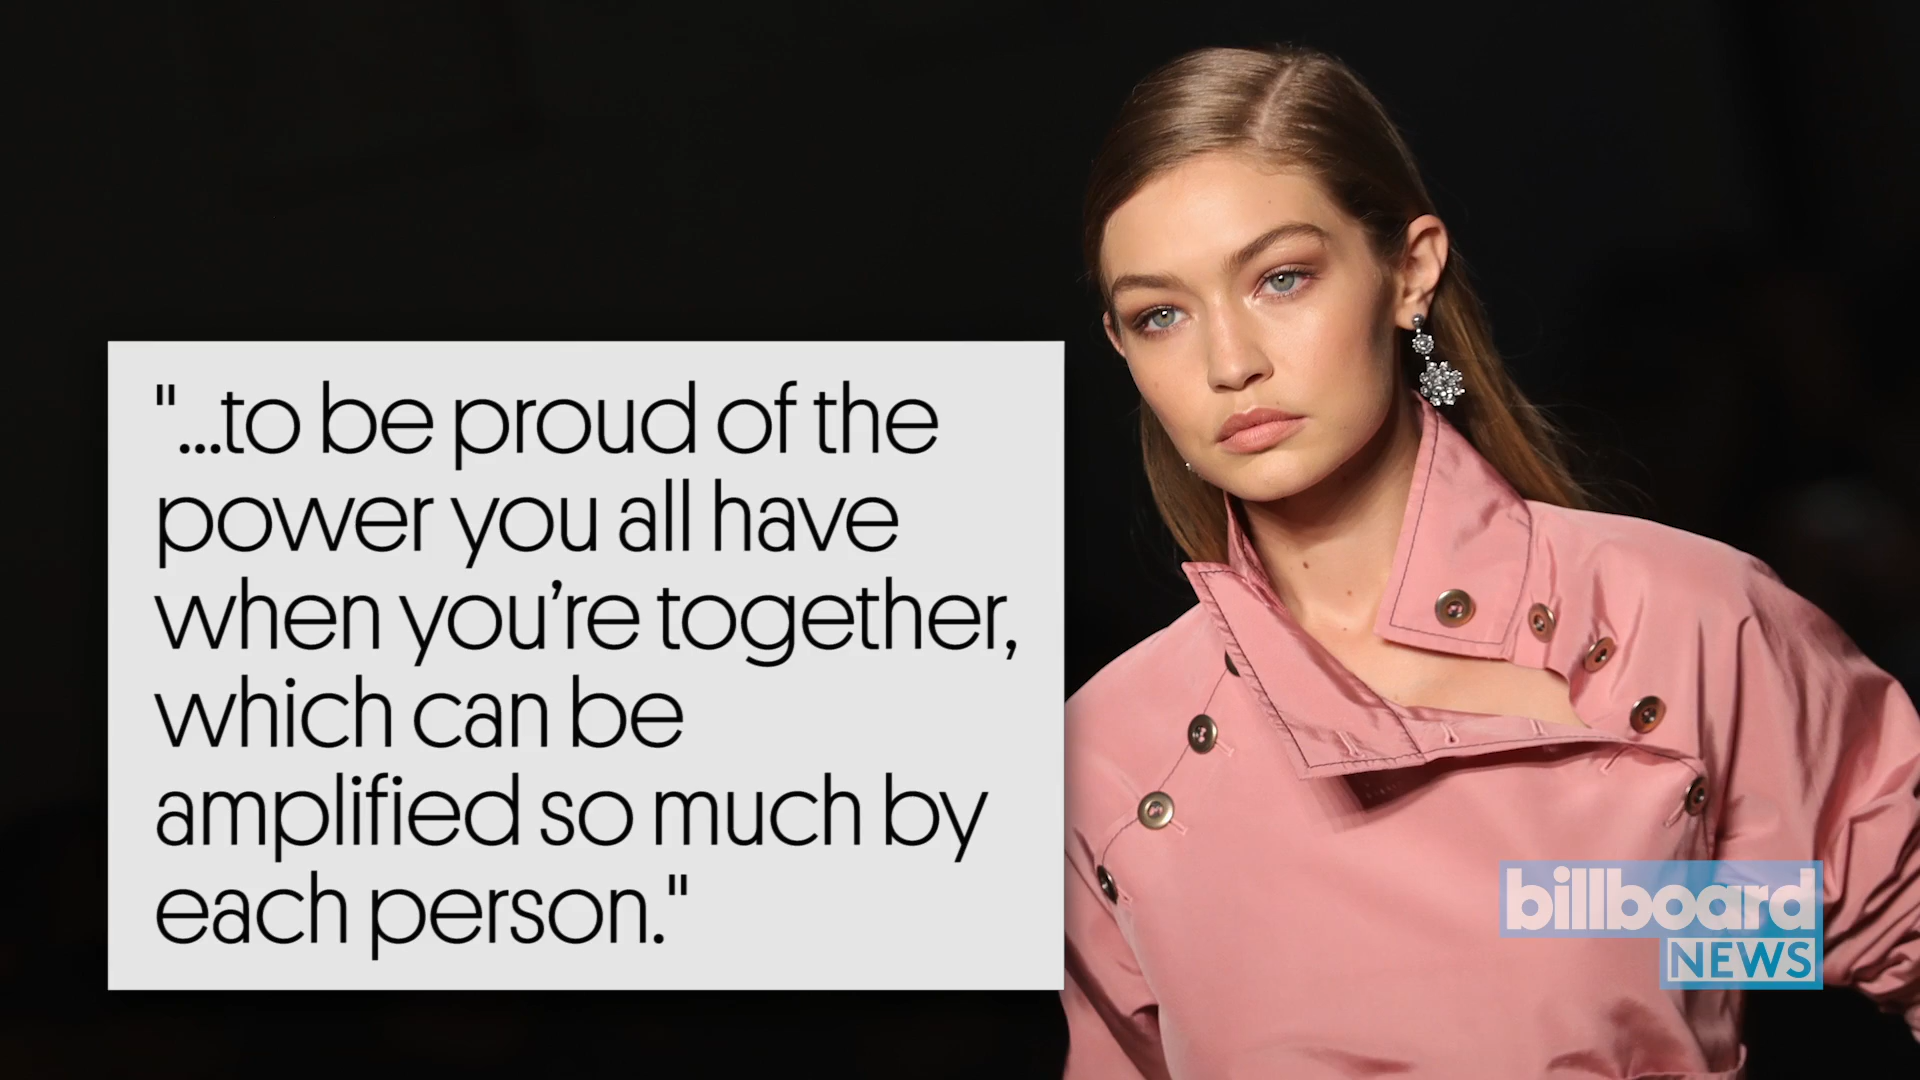 "...to be proud of the
power you all have
when you’re together,
which can be
amplified so much by
each person."
billboard
NEWS